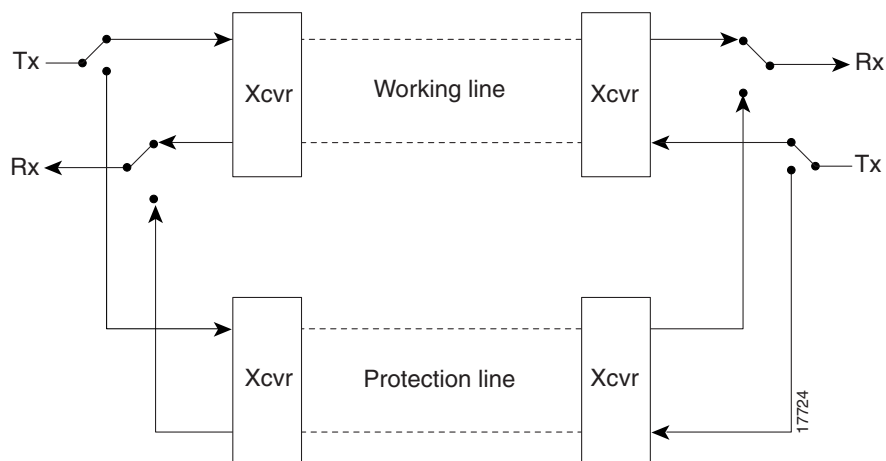 Tx
Xcvr
Working line
Xcvr
Rx
Rx
Tx
Xcvr
Protection line
Xcvr
17724